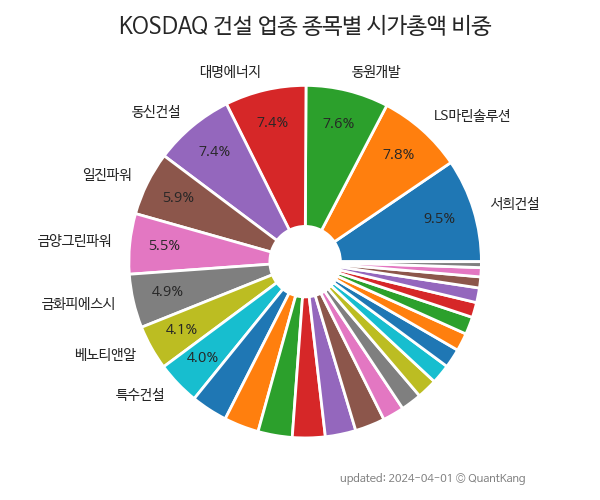 KOSDAQ 건설 업종 종목별 시가총액 비중
대명에너지
동원개발
동신건설
LS마린솔루션
7.4%
7.6%
7.4%
7.8%
일진파워
5.9%
서희건설
9.5%
금양그린파워
5.5%
4.9%
금화피에스시
4.1%
베노티앤알
4.0%
특수건설
updated: 2024-04-01 © QuantKang